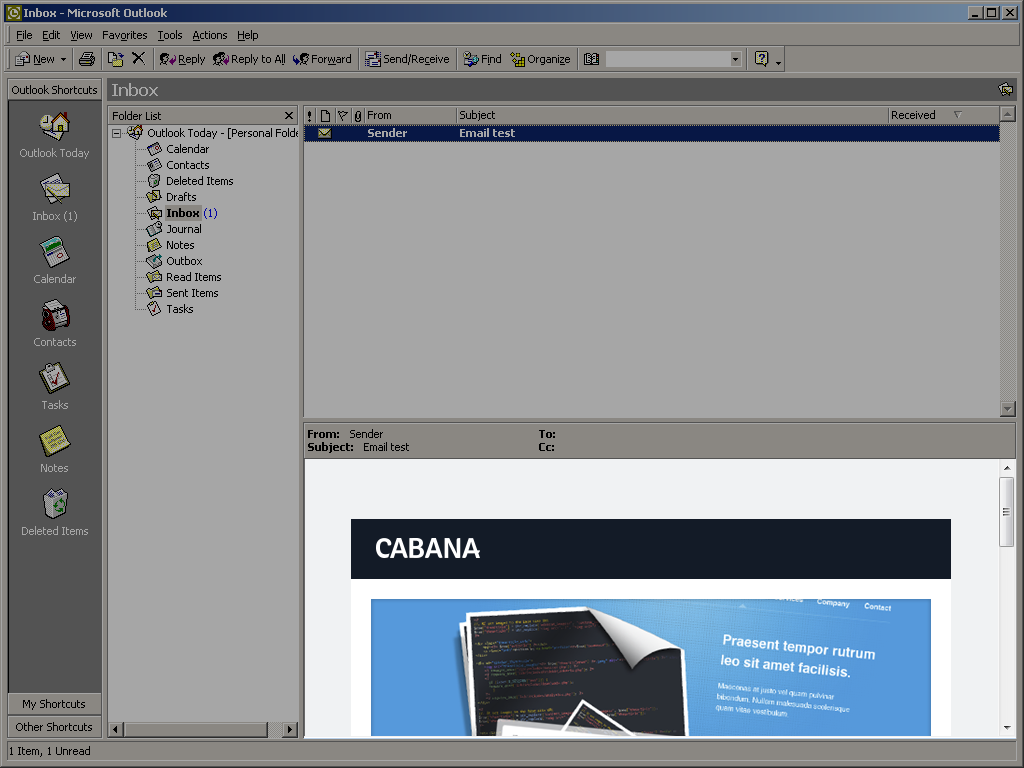 Inbox - Microsoft Outlook
File Edit View Favorites Tools Actions Help
New Reply Reply to All Forward Send/Receive Find Organize
Outlook Shortcuts
Inbox
Outlook Today
Inbox (1)
Calendar
Contacts
Tasks
Notes
Deleted Items
My Shortcuts
Other Shortcuts
Folder List
Outlook Today - [Personal Folde
Calendar
Contacts
Deleted Items
Drafts
Inbox (1)
Journal
Notes
Outbox
Read Items
Sent Items
Tasks
From Subject Received
Sender Email test
From: Sender To:
Subject: Email test Cc:
CABANA
Company Contact
Praesent tempor rutrum
leo sit amet facilisis.
Maecenas at justo vel quam pulvinar
bibendum. Nullam malesuada scelerisque
quam vitae vestibulum
1 Item, 1 Unread